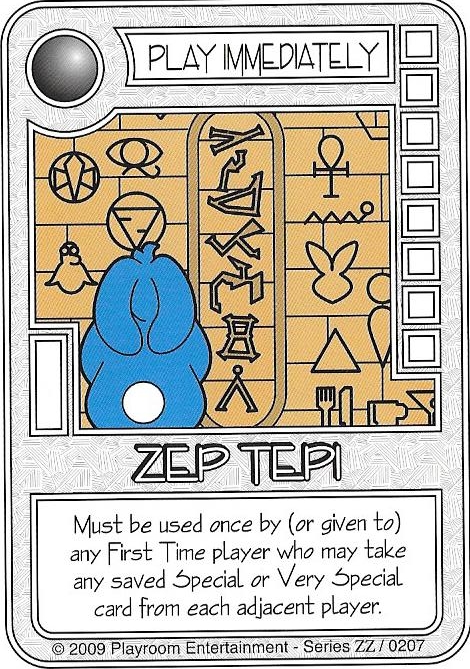 PLAY IMMEDIATELY
ZEP TEPI
Must be used once by (or given to)
any First Time player who may take
any saved Special or Very Special
card from each adjacent player.
© 2009 Playroom Entertainment - Series ZZ / 0207